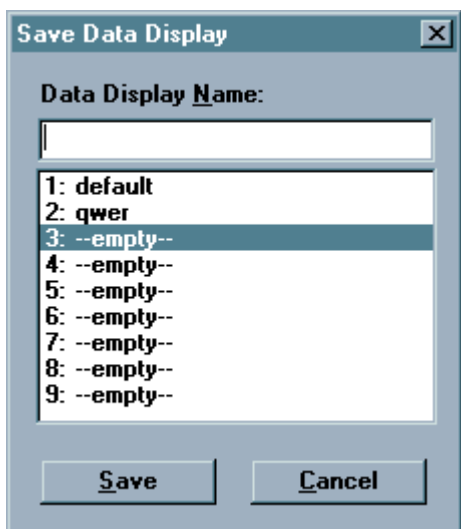 Save Data Display
Data Display Name:
1: default
2: qwer
3: --empty--
4: --empty--
5: --empty--
6: --empty--
7: --empty--
8: --empty--
9: --empty--
Save Cancel